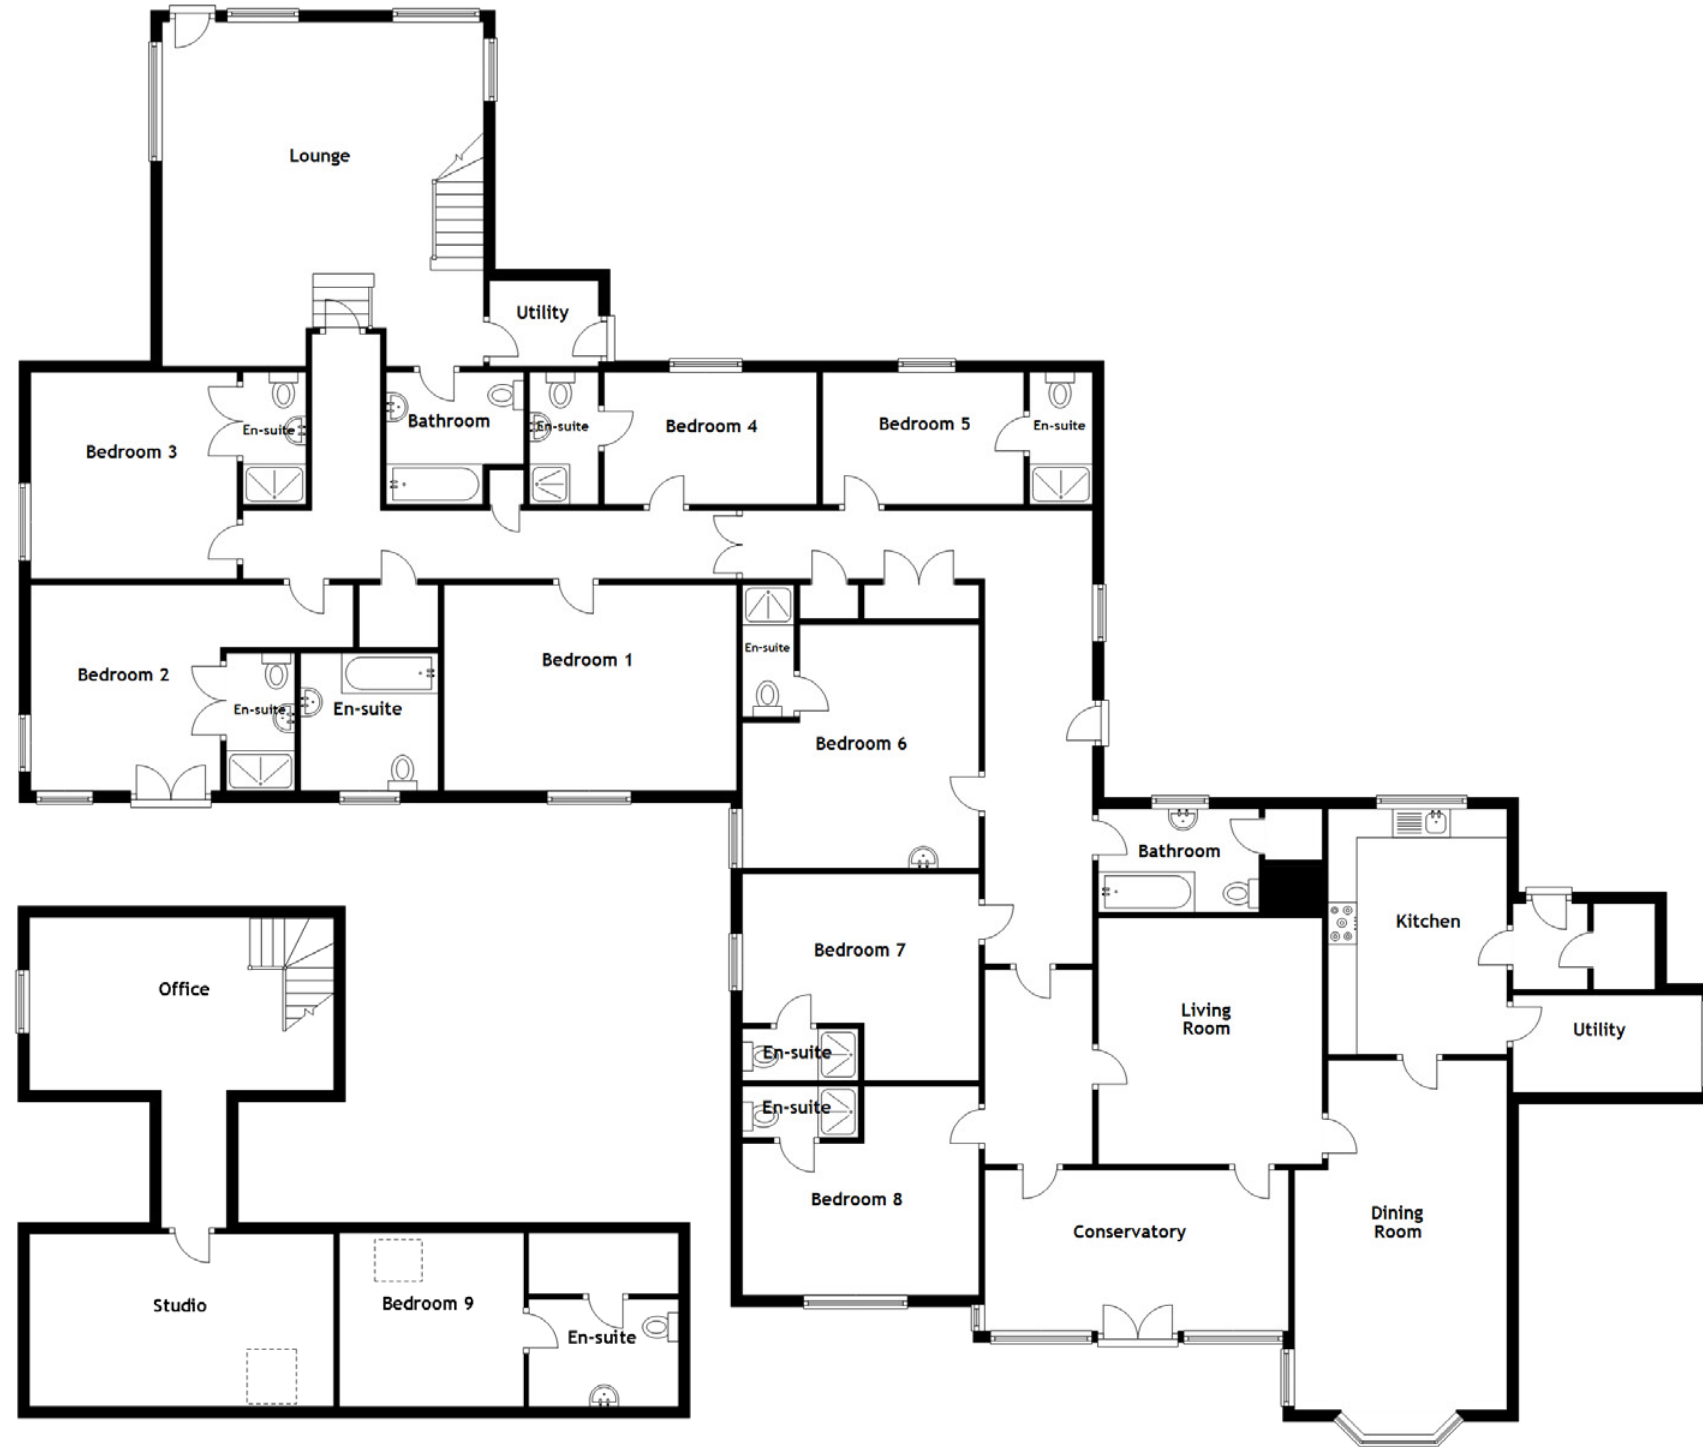 Lounge
Utility
Bedroom 3
En-suite
Bathroom
En-suite
Bedroom 4
Bedroom 5
En-suite
Bedroom 2
En-suite
En-suite
Bedroom 1
En-suite
Bedroom 6
Bathroom
Kitchen
Bedroom 7
En-suite
Living
Room
Utility
En-suite
Bedroom 8
Conservatory
Dining
Room
Office
Studio
Bedroom 9
En-suite